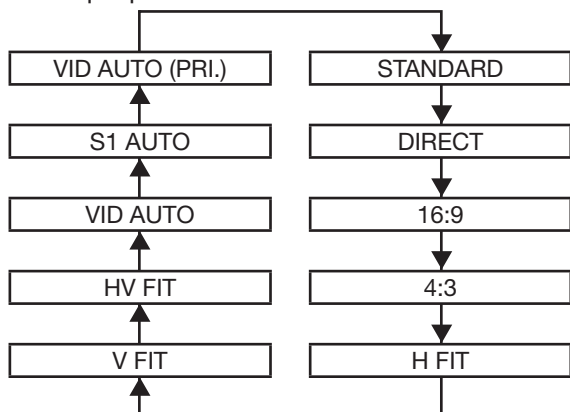 VID AUTO (PRI.)
STANDARD
S1 AUTO
DIRECT
VID AUTO
16:9
HV FIT
4:3
V FIT
H FIT